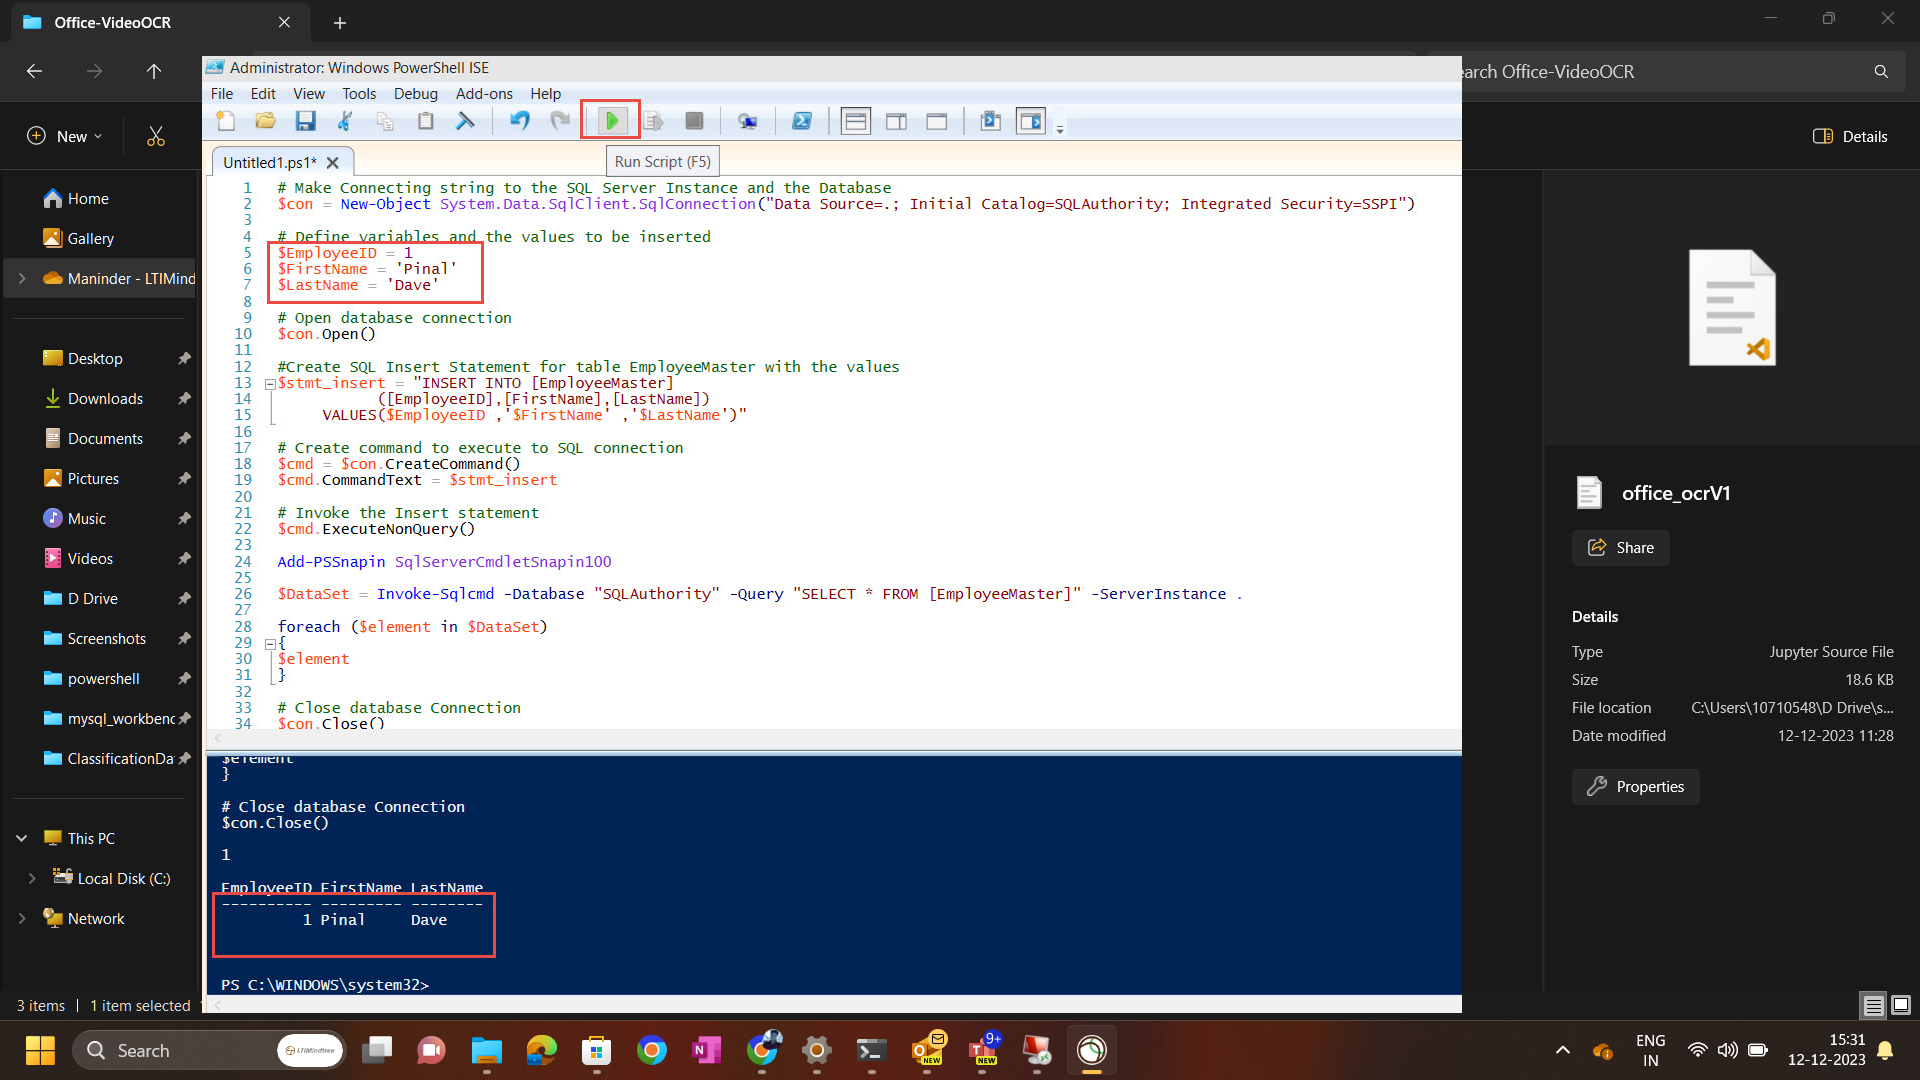 Office-VideoOCR
Administrator: Windows PowerShell ISE
arch Office-VideoOCR
File Edit View Tools Debug Add-ons Help
New
Details
Untitled1.ps1*
Run Script (F5)
Home
Gallery
Maninder - LTIMind
Desktop
Downloads
Documents
Pictures
Music
Videos
D Drive
Screenshots
powershell
mysql_workbenc
ClassificationDa
This PC
Local Disk (C:)
Network
1 # Make Connecting string to the SQL Server Instance and the Database
2 $con = New-Object System.Data.SqlClient.SqlConnection("Data Source=.; Initial Catalog=SQLAuthority; Integrated Security=SSPI")
3
4 # Define variables and the values to be inserted
5 $EmployeeID = 1
6 $FirstName = 'Pinal'
7 $LastName = 'Dave'
8
9 # Open database connection
10 $con.Open()
11
12 #Create SQL Insert Statement for table EmployeeMaster with the values
13 $stmt_insert = "INSERT INTO [EmployeeMaster]
14 ([EmployeeID],[FirstName],[LastName])
15 VALUES($EmployeeID ,'$FirstName' ,'$LastName')"
16
17 # Create command to execute to SQL connection
18 $cmd = $con.CreateCommand()
19 $cmd.CommandText = $stmt_insert
20
21 # Invoke the Insert statement
22 $cmd.ExecuteNonQuery()
23
24 Add-PSSnapin SqlServerCmdletSnapin100
25
26 $DataSet = Invoke-Sqlcmd -Database "SQLAuthority" -Query "SELECT * FROM [EmployeeMaster]" -ServerInstance .
27
28 foreach ($element in $DataSet)
29 {
30 $element
31 }
32
33 # Close database Connection
34 $con.Close()
$element
}
# Close database Connection
$con.Close()
1
EmployeeID FirstName LastName
---------- --------- --------
1 Pinal Dave
PS C:\WINDOWS\system32>
office_ocrV1
Share
Details
Type Jupyter Source File
Size 18.6 KB
File location C:\Users\10710548\D Drive\s...
Date modified 12-12-2023 11:28
Properties
3 items | 1 item selected
Search
LTIMindtree
NEW
9+
NEW
ENG
IN
15:31
12-12-2023